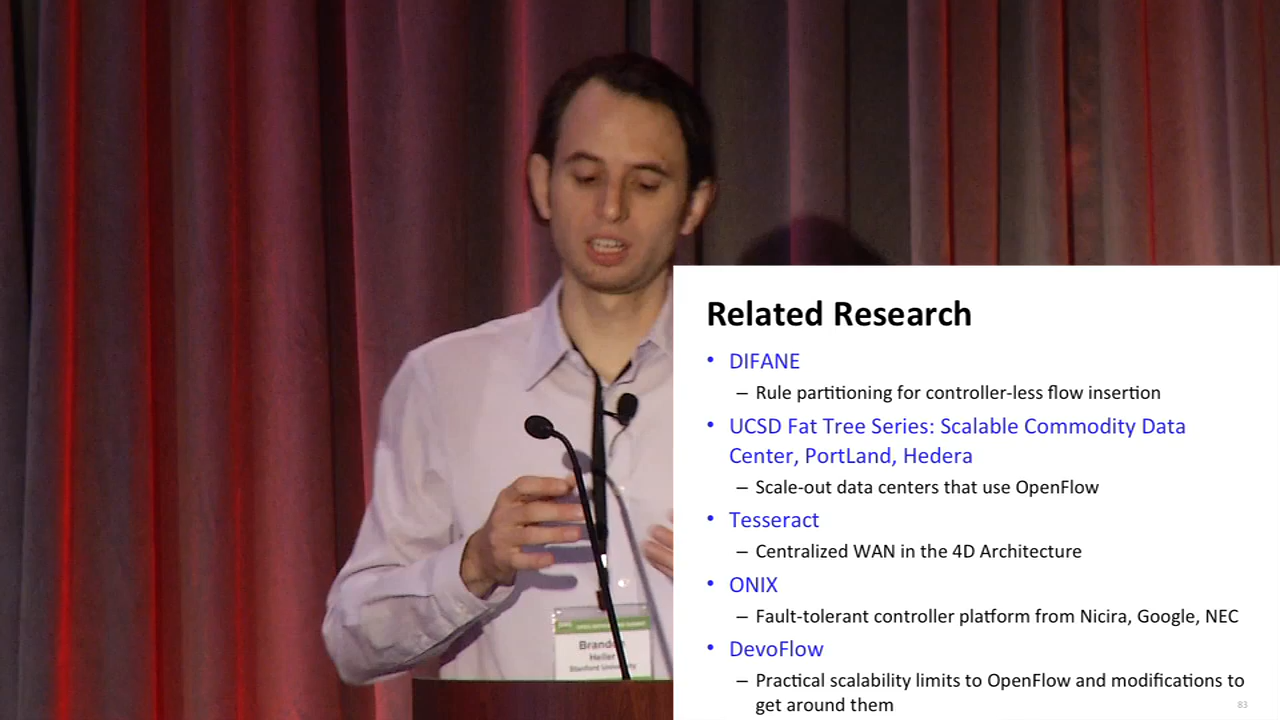 Related Research
• DIFANE
– Rule partitioning for controller-less flow insertion
• UCSD Fat Tree Series: Scalable Commodity Data
Center, PortLand, Hedera
– Scale-out data centers that use OpenFlow
• Tesseract
– Centralized WAN in the 4D Architecture
• ONIX
– Fault-tolerant controller platform from Nicira, Google, NEC
• DevoFlow
– Practical scalability limits to OpenFlow and modifications to
get around them
83
Brandon
Heller
Stanford University